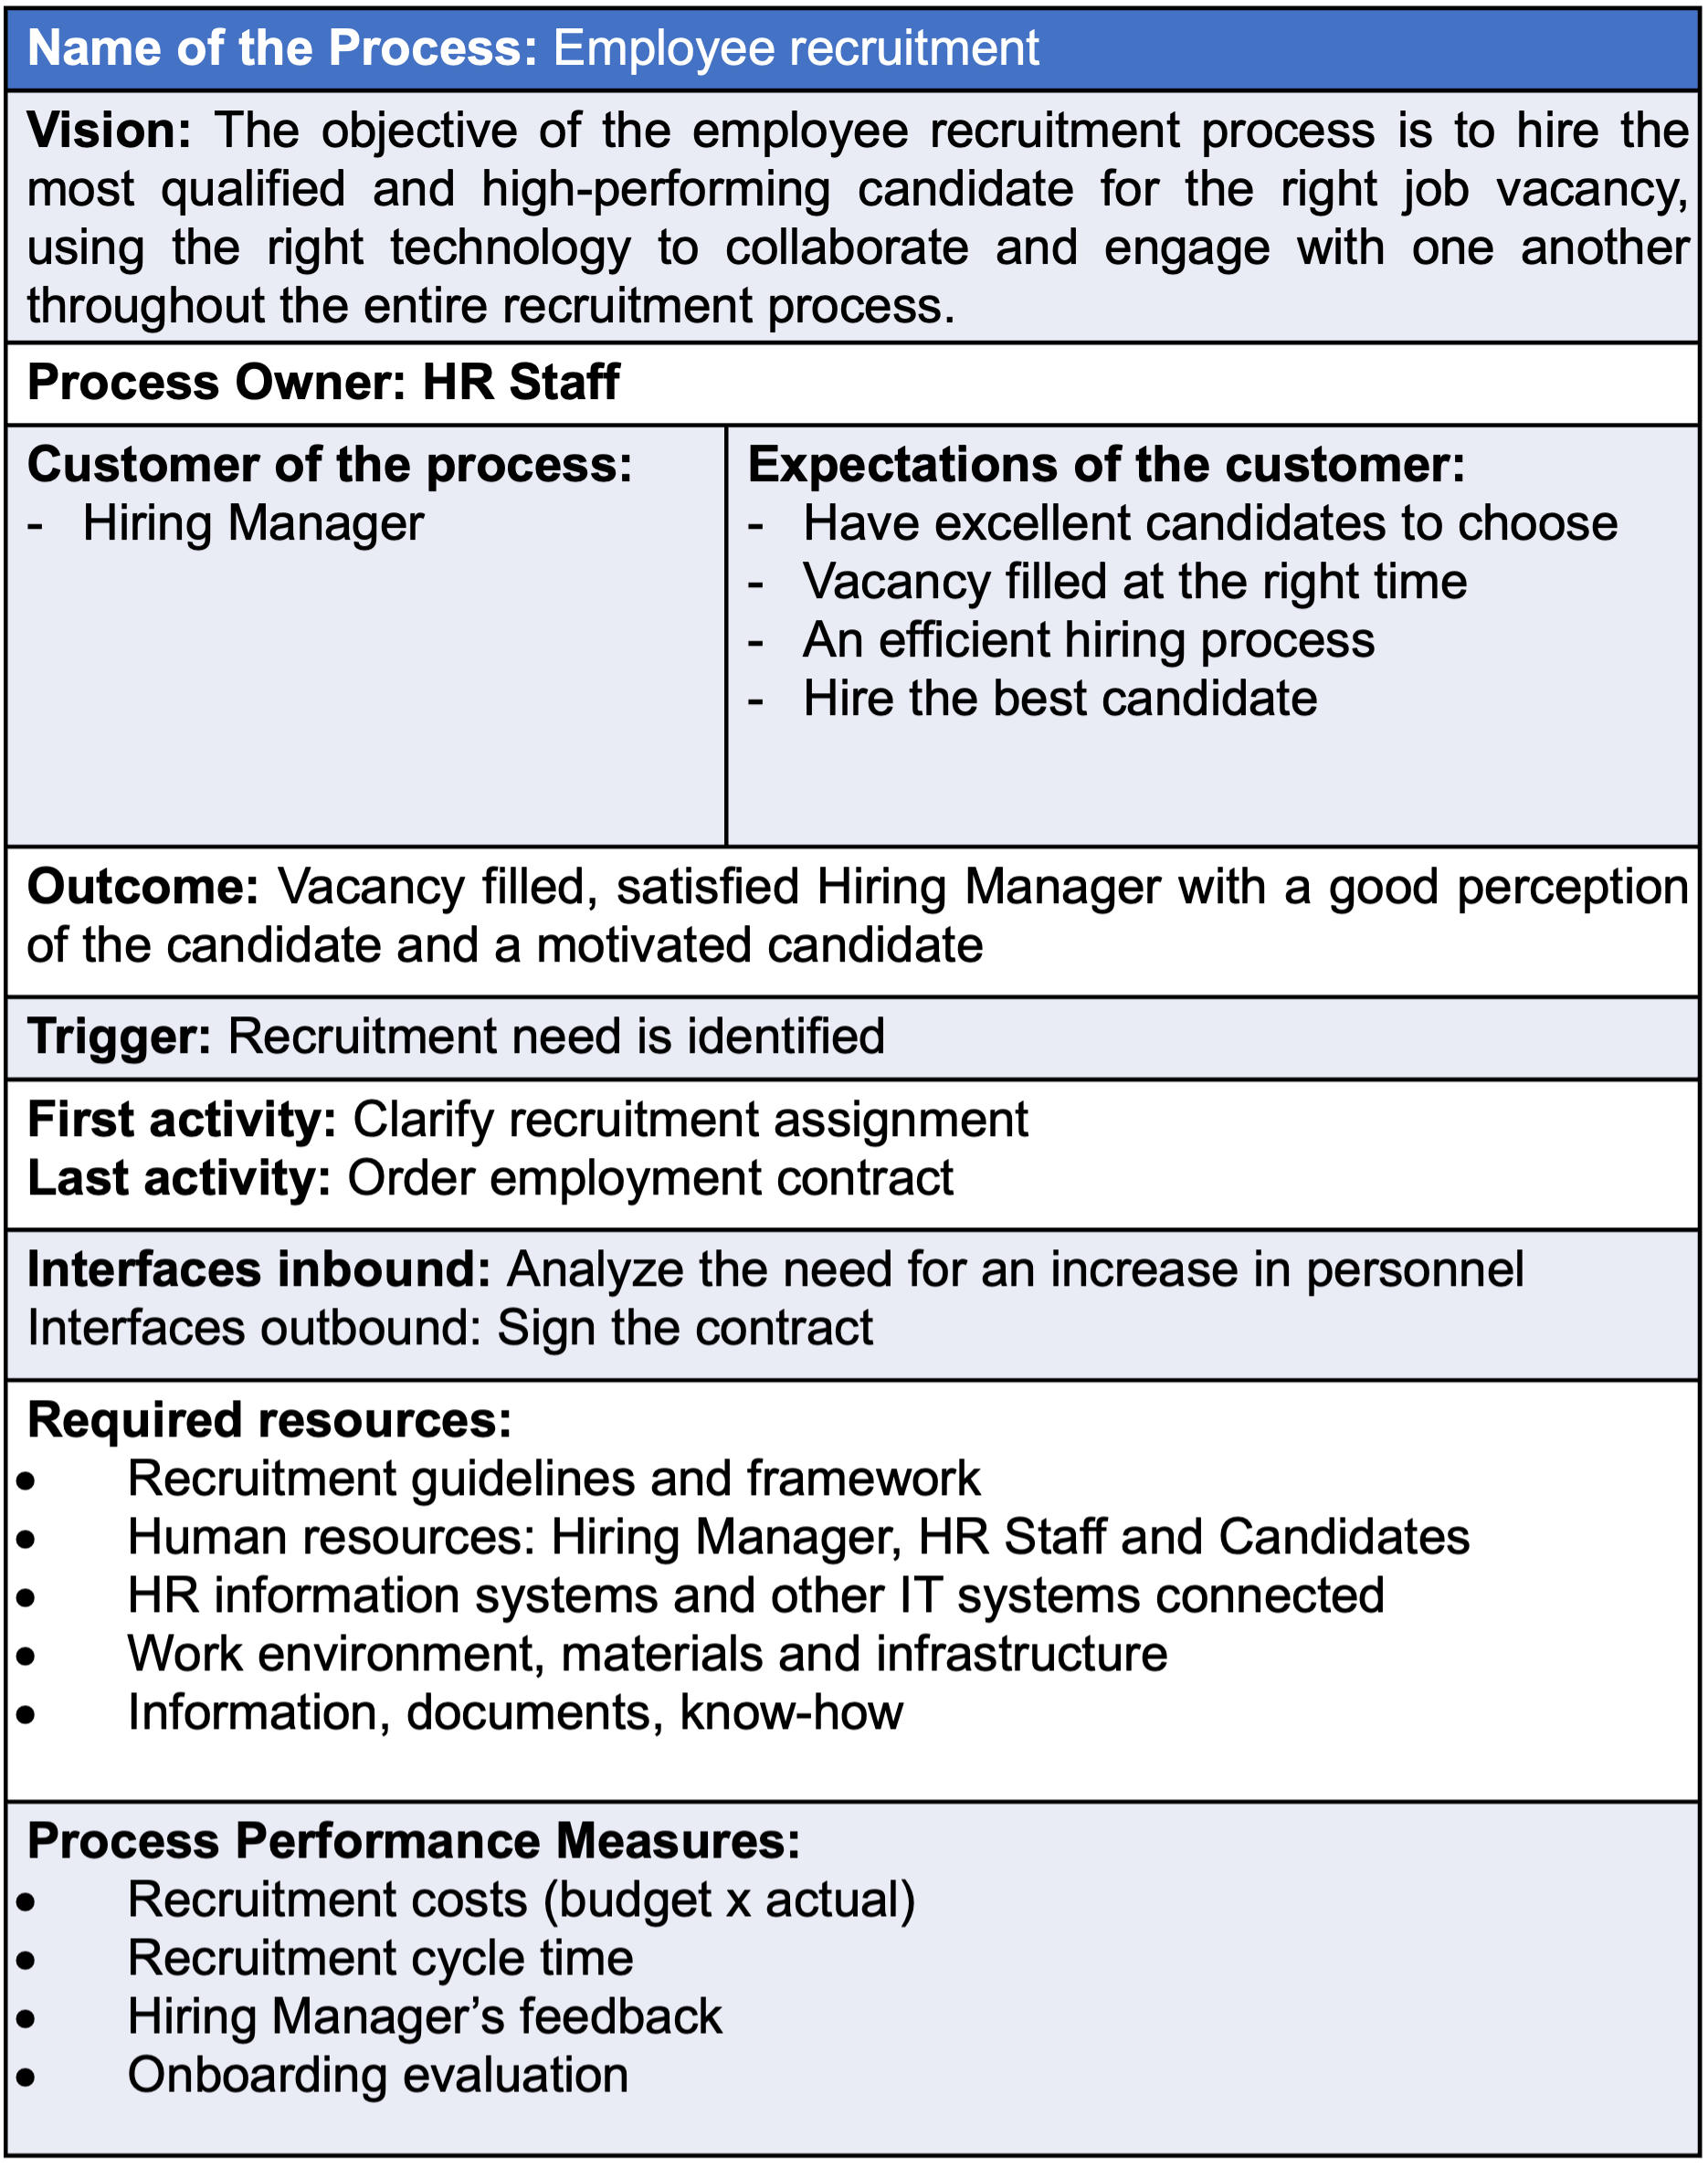 Name of the Process: Employee recruitment
Vision: The objective of the employee recruitment process is to hire the
most qualified and high-performing candidate for the right job vacancy,
using the right technology to collaborate and engage with one another
throughout the entire recruitment process.
Process Owner: HR Staff
Customer of the process:
- Hiring Manager
Expectations of the customer:
- Have excellent candidates to choose
- Vacancy filled at the right time
- An efficient hiring process
- Hire the best candidate
Outcome: Vacancy filled, satisfied Hiring Manager with a good perception
of the candidate and a motivated candidate
Trigger: Recruitment need is identified
First activity: Clarify recruitment assignment
Last activity: Order employment contract
Interfaces inbound: Analyze the need for an increase in personnel
Interfaces outbound: Sign the contract
Required resources:
• Recruitment guidelines and framework
• Human resources: Hiring Manager, HR Staff and Candidates
• HR information systems and other IT systems connected
• Work environment, materials and infrastructure
• Information, documents, know-how
Process Performance Measures:
• Recruitment costs (budget x actual)
• Recruitment cycle time
• Hiring Manager’s feedback
• Onboarding evaluation